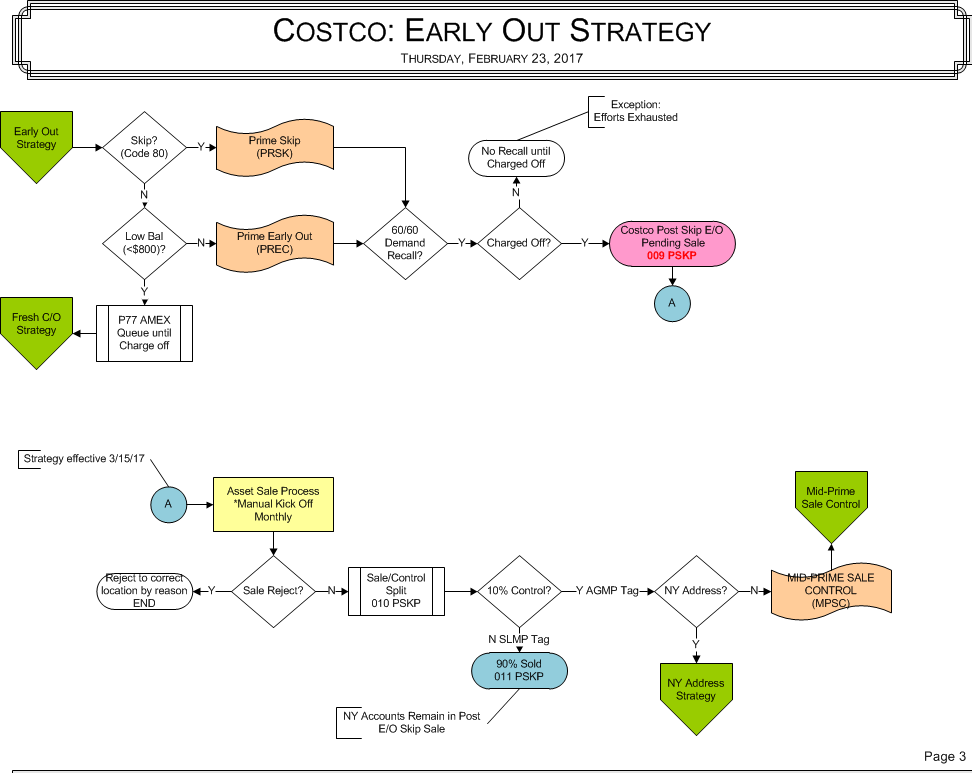 COSTCO: EARLY OUT STRATEGY
THURSDAY, FEBRUARY 23, 2017
Exception:
Efforts Exhausted
Early Out
Strategy
Skip?
(Code 80)
Y
Prime Skip
(PRSK)
No Recall until
Charged Off
N
N
Low Bal
(<$800)?
N
Prime Early Out
(PREC)
60/60
Demand
Recall?
Y
Charged Off?
Y
Costco Post Skip E/O
Pending Sale
009 PSKP
Y
A
Fresh C/O
Strategy
P77 AMEX
Queue until
Charge off
Strategy effective 3/15/17
A
Asset Sale Process
*Manual Kick Off
Monthly
Mid-Prime
Sale Control
Reject to correct
location by reason
END
Y
Sale Reject?
N
Sale/Control
Split
010 PSKP
10% Control?
Y AGMP Tag
NY Address?
N
MID-PRIME SALE
CONTROL
(MPSC)
N SLMP Tag
Y
90% Sold
011 PSKP
NY Address
Strategy
NY Accounts Remain in Post
E/O Skip Sale
Page 3